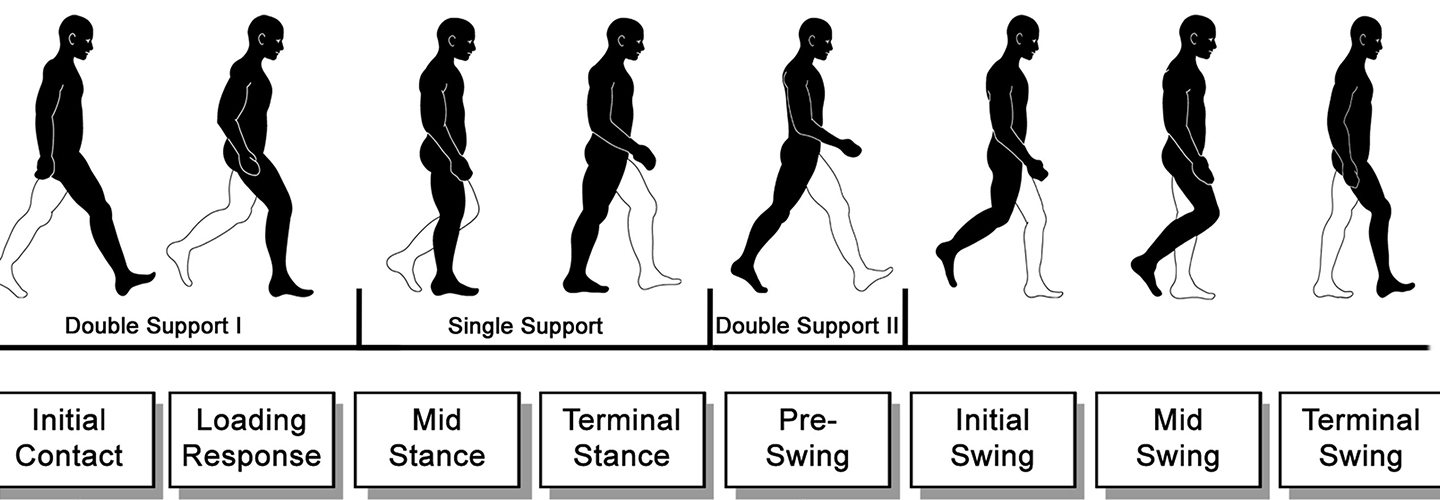 Double Support I
Single Support
Double Support II
Initial
Contact
Loading
Response
Mid
Stance
Terminal
Stance
Pre-
Swing
Initial
Swing
Mid
Swing
Terminal
Swing